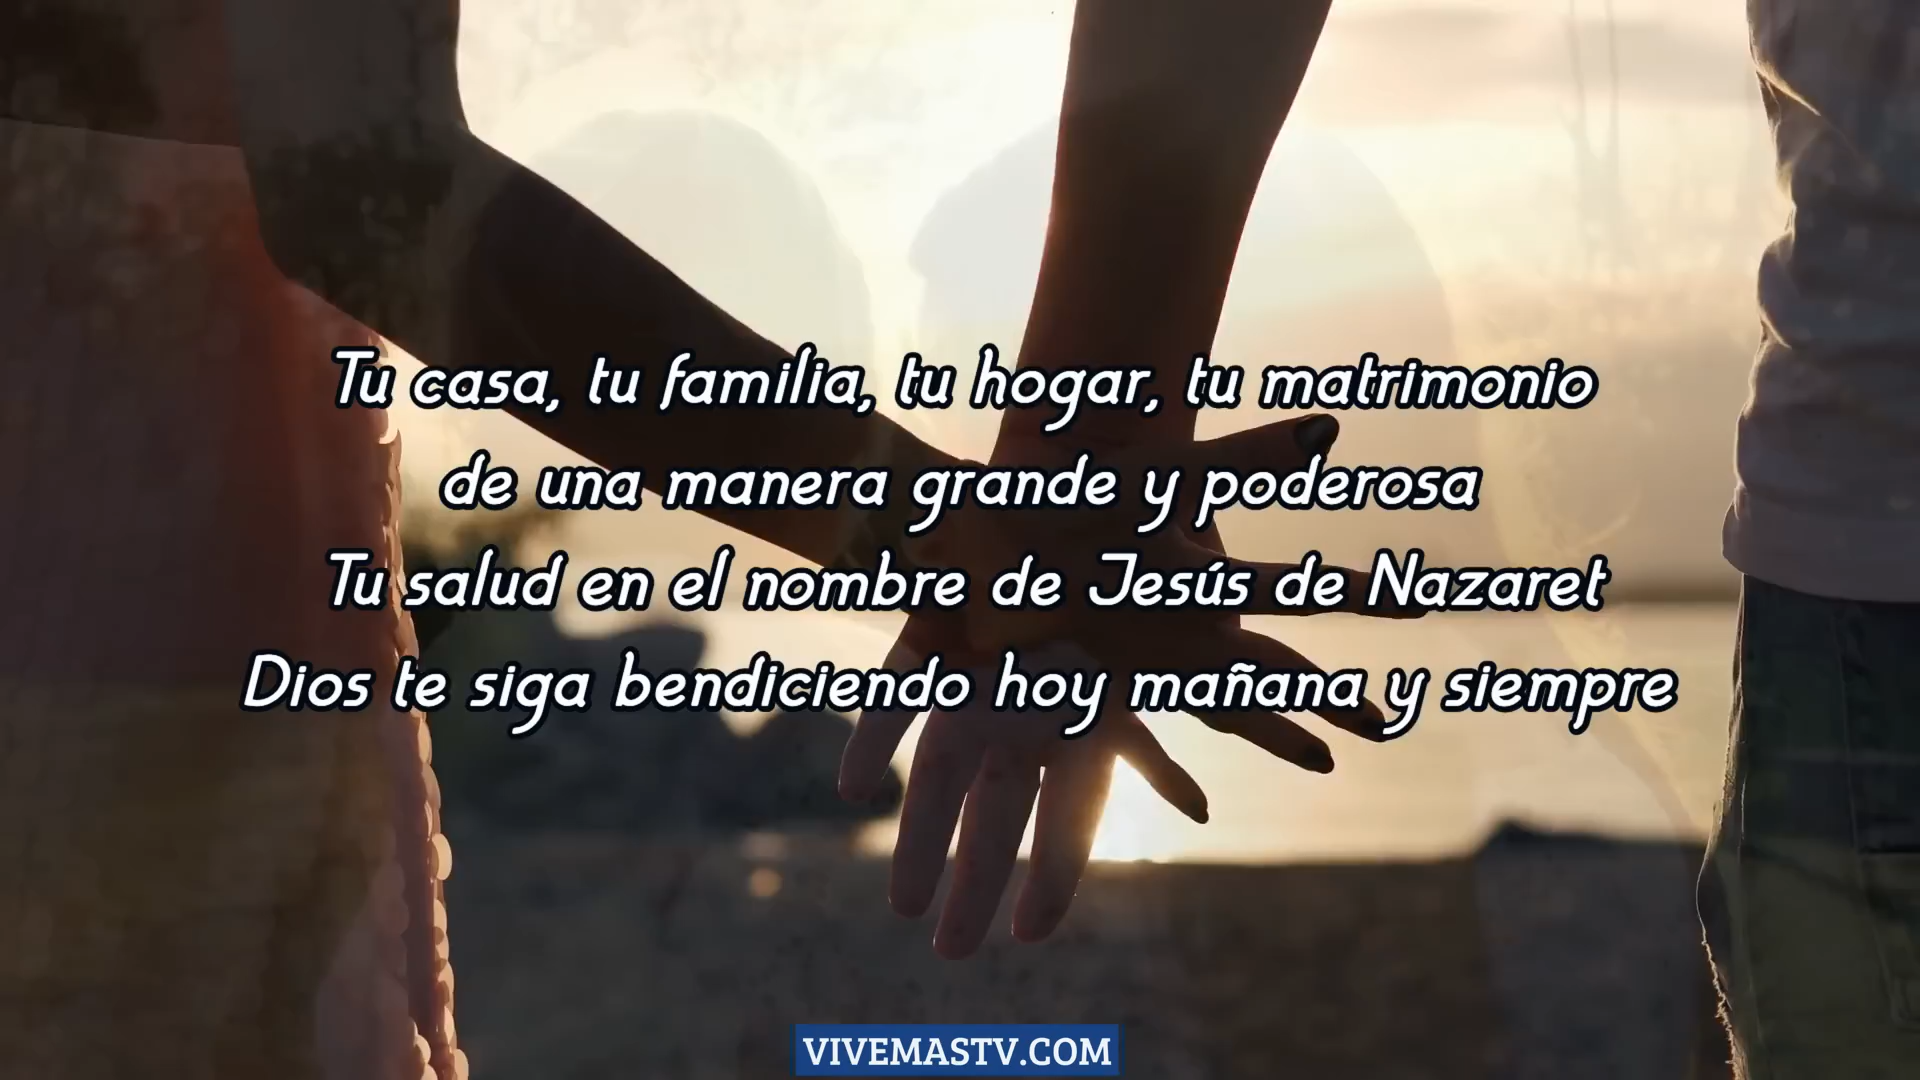 Tu casa, tu familia, tu hogar, tu matrimonio
de una manera grande y poderosa
Tu salud en el nombre de Jesús de Nazaret
Dios te siga bendiciendo hoy mañana y siempre
VIVEMASTV.COM